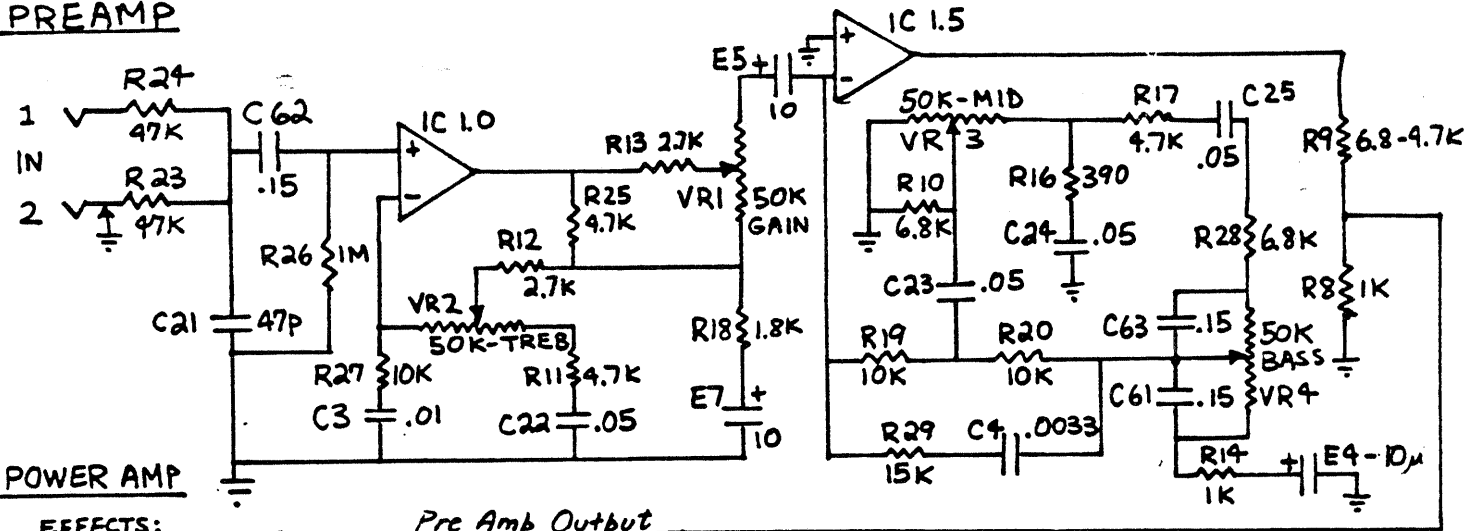 PREAMP
IC 1.5
E5 +
10
R24
47K
1
IN
2
C62
.15
R23
47K
IC 1.0
+
-
+
-
R13 2.7K
VR1
50K
GAIN
R25
4.7K
R12
2.7K
R26 1M
C21 47p
VR2
50K-TREB
R27 10K
C3 .01
R11 4.7K
C22 .05
R18 1.8K
E7 +
10
50K-MID
VR 3
R10
6.8K
R16 390
C24 .05
R17
4.7K
C25
.05
R9 6.8-4.7K
R28 6.8K
R8 1K
C23 .05
R19
10K
R20
10K
C63 .15
50K
BASS
VR4
C61 .15
R29
15K
C4 .0033
R14
1K
+ E4-10μ
POWER AMP
EFFECTS:
Pre Amp Output